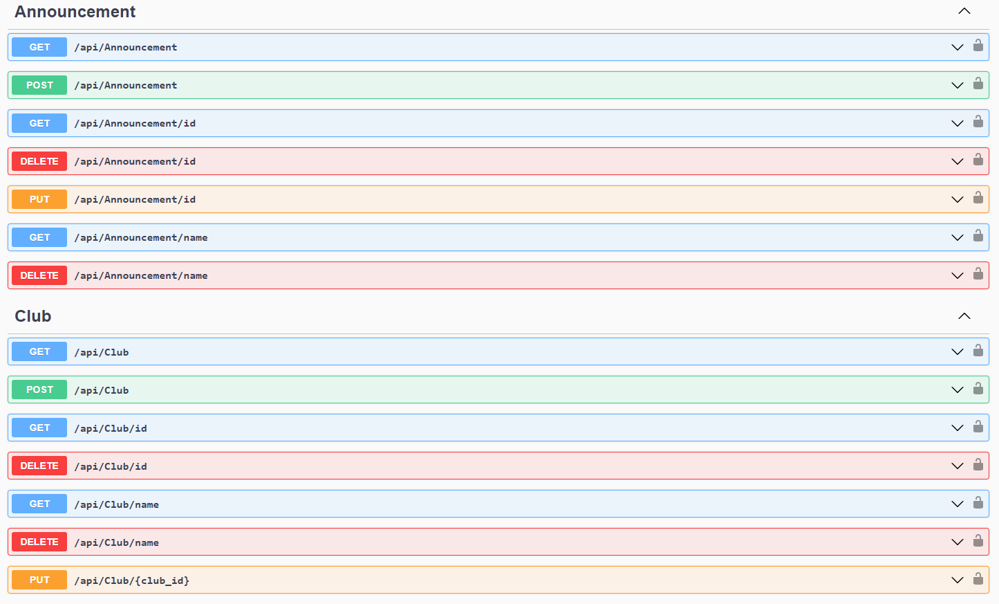 Announcement
GET /api/Announcement
POST /api/Announcement
GET /api/Announcement/id
DELETE /api/Announcement/id
PUT /api/Announcement/id
GET /api/Announcement/name
DELETE /api/Announcement/name
Club
GET /api/Club
POST /api/Club
GET /api/Club/id
DELETE /api/Club/id
GET /api/Club/name
DELETE /api/Club/name
PUT /api/Club/{club_id}